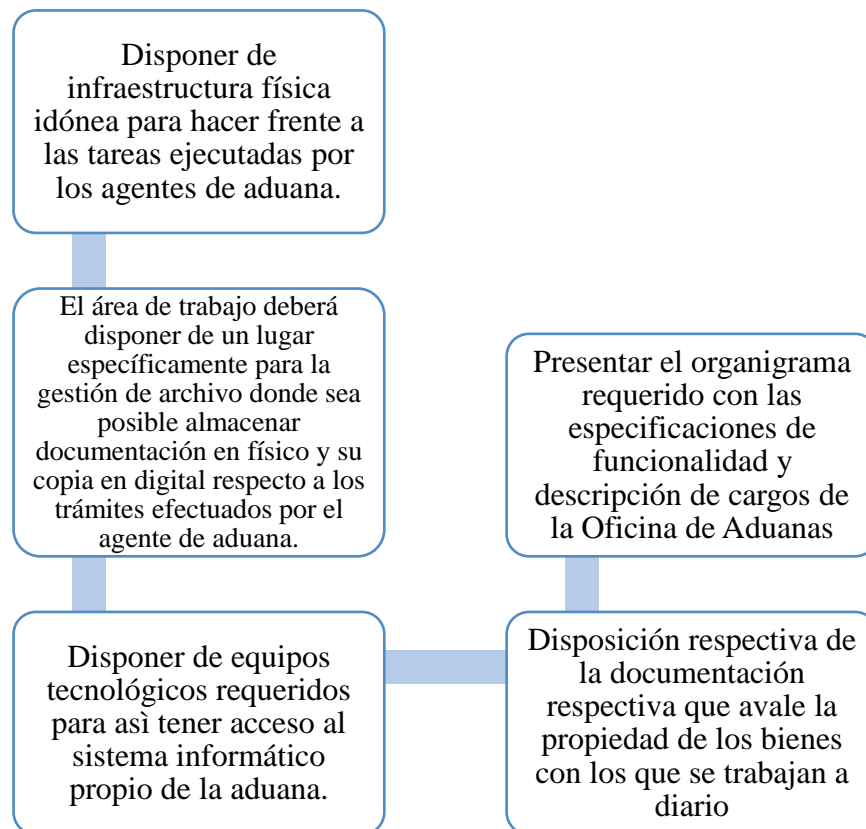 Disponer de
infraestructura física
idónea para hacer frente a
las tareas ejecutadas por
los agentes de aduana.
El área de trabajo deberá
disponer de un lugar
específicamente para la
gestión de archivo donde sea
posible almacenar
documentación en físico y su
copia en digital respecto a los
trámites efectuados por el
agente de aduana.
Disponer de equipos
tecnológicos requeridos
para asì tener acceso al
sistema informático
propio de la aduana.
Disposición respectiva de
la documentación
respectiva que avale la
propiedad de los bienes
con los que se trabajan a
diario
Presentar el organigrama
requerido con las
especificaciones de
funcionalidad y
descripción de cargos de
la Oficina de Aduanas